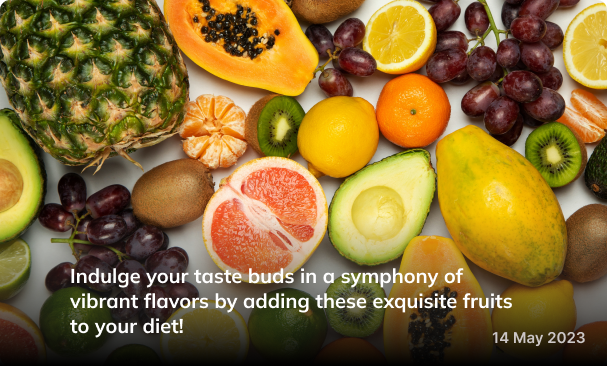 Indulge your taste buds in a symphony of
vibrant flavors by adding these exquisite fruits
to your diet!
14 May 2023